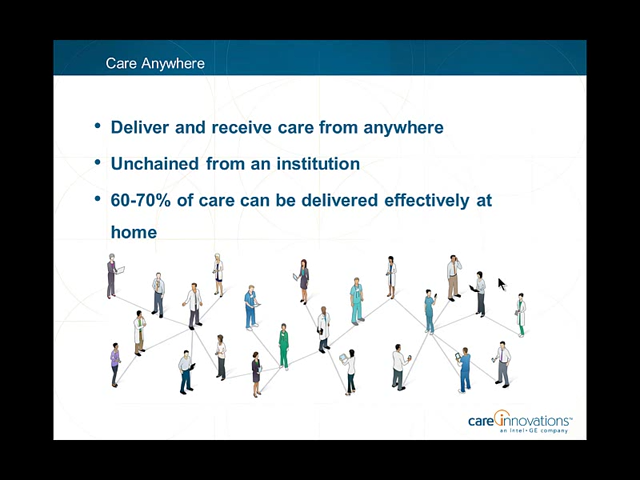 Care Anywhere
• Deliver and receive care from anywhere
• Unchained from an institution
• 60-70% of care can be delivered effectively at
home
care innovations™
an Intel • GE company